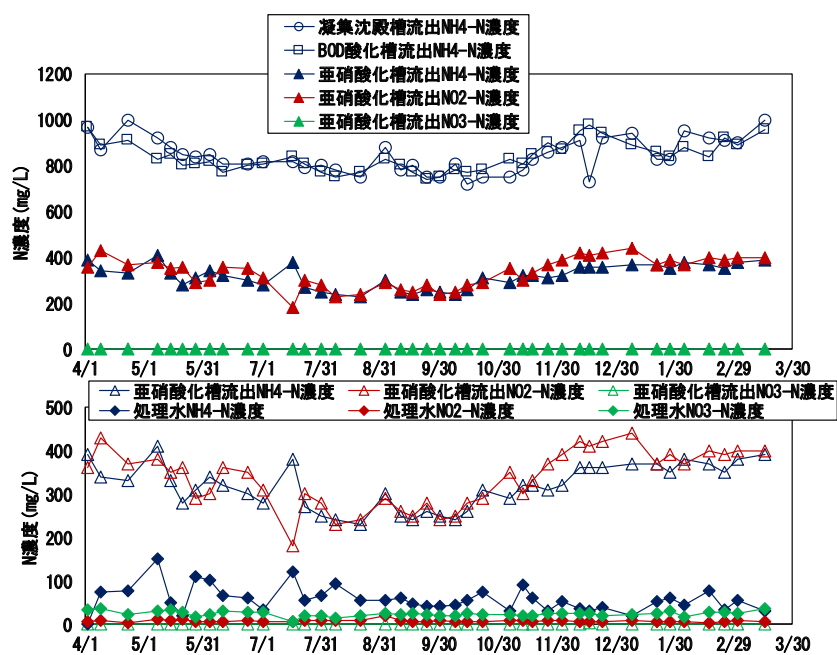 凝集沈殿槽流出NH4-N濃度
BOD酸化槽流出NH4-N濃度
亜硝酸化槽流出NH4-N濃度
亜硝酸化槽流出NO2-N濃度
亜硝酸化槽流出NO3-N濃度
N濃度(mg/L)
1200
1000
800
600
400
200
0
4/1 5/1 5/31 7/1 7/31 8/31 9/30 10/30 11/30 12/30 1/30 2/29 3/30
亜硝酸化槽流出NH4-N濃度 亜硝酸化槽流出NO2-N濃度 亜硝酸化槽流出NO3-N濃度
処理水NH4-N濃度 処理水NO2-N濃度 処理水NO3-N濃度
N濃度(mg/L)
500
400
300
200
100
0
4/1 5/1 5/31 7/1 7/31 8/31 9/30 10/30 11/30 12/30 1/30 2/29 3/30